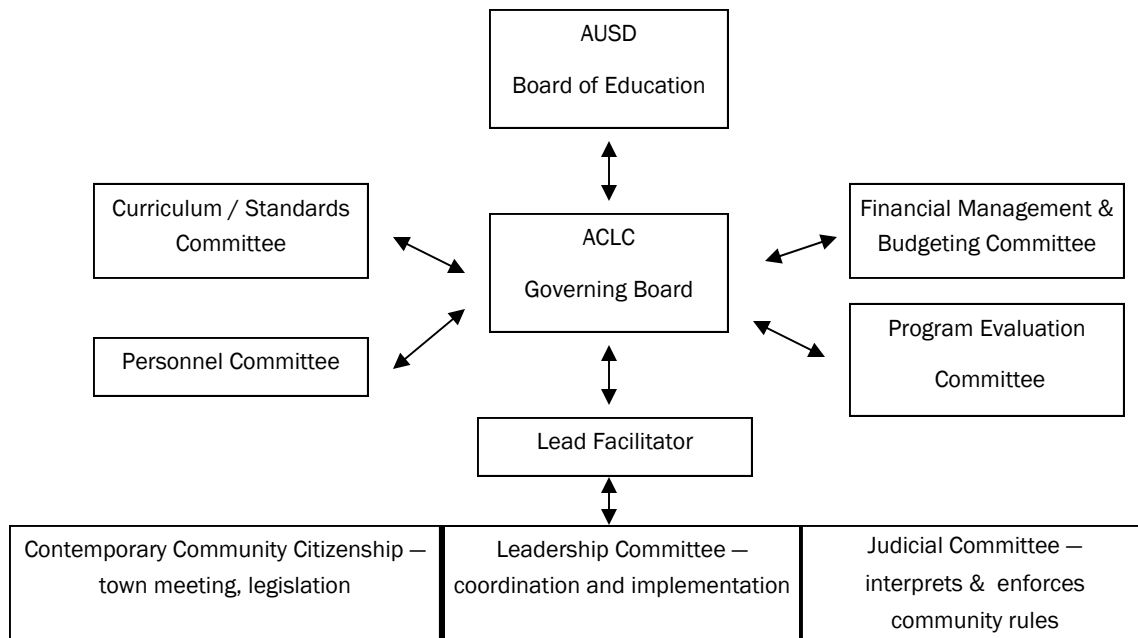 AUSD
Board of Education
Curriculum / Standards
Committee
ACLC
Governing Board
Financial Management &
Budgeting Committee
Personnel Committee
Program Evaluation
Committee
Lead Facilitator
Contemporary Community Citizenship —
town meeting, legislation
Leadership Committee —
coordination and implementation
Judicial Committee —
interprets &  enforces
community rules